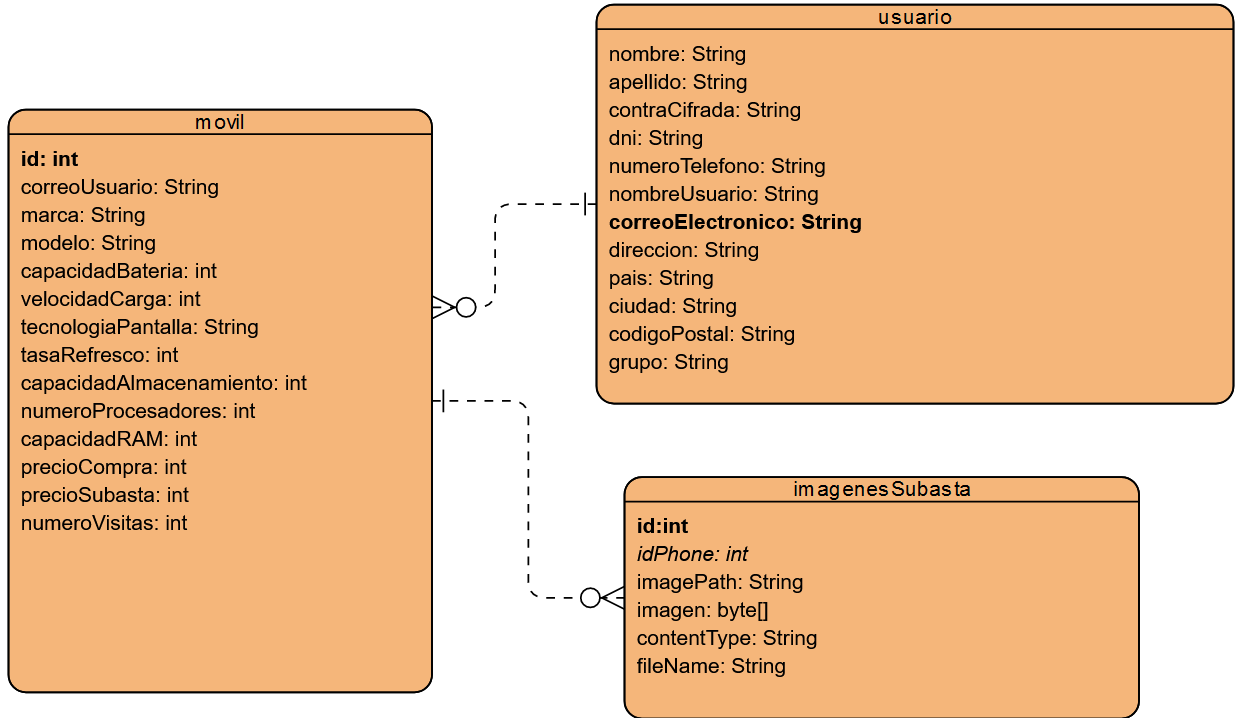 movil
id: int
correoUsuario: String
marca: String
modelo: String
capacidadBateria: int
velocidadCarga: int
tecnologiaPantalla: String
tasaRefresco: int
capacidadAlmacenamiento: int
numeroProcesadores: int
capacidadRAM: int
precioCompra: int
precioSubasta: int
numeroVisitas: int
usuario
nombre: String
apellido: String
contraCifrada: String
dni: String
numeroTelefono: String
nombreUsuario: String
correoElectronico: String
direccion: String
pais: String
ciudad: String
codigoPostal: String
grupo: String
imagenesSubasta
id:int
idPhone: int
imagePath: String
imagen: byte[]
contentType: String
fileName: String